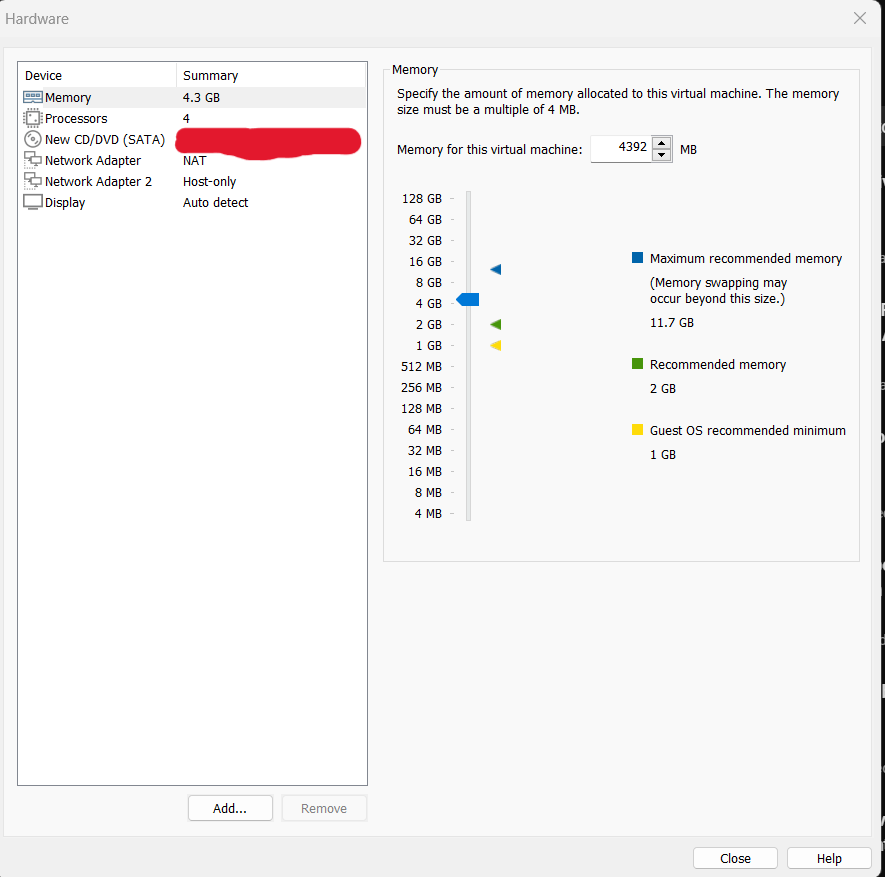 Hardware
Device Summary
Memory 4.3 GB
Processors 4
New CD/DVD (SATA)
Network Adapter NAT
Network Adapter 2 Host-only
Display Auto detect
Add... Remove
Memory
Specify the amount of memory allocated to this virtual machine. The memory
size must be a multiple of 4 MB.
Memory for this virtual machine: 4392 MB
128 GB
64 GB
32 GB
16 GB
8 GB
4 GB
2 GB
1 GB
512 MB
256 MB
128 MB
64 MB
32 MB
16 MB
8 MB
4 MB
Maximum recommended memory
(Memory swapping may
occur beyond this size.)
11.7 GB
Recommended memory
2 GB
Guest OS recommended minimum
1 GB
Close Help